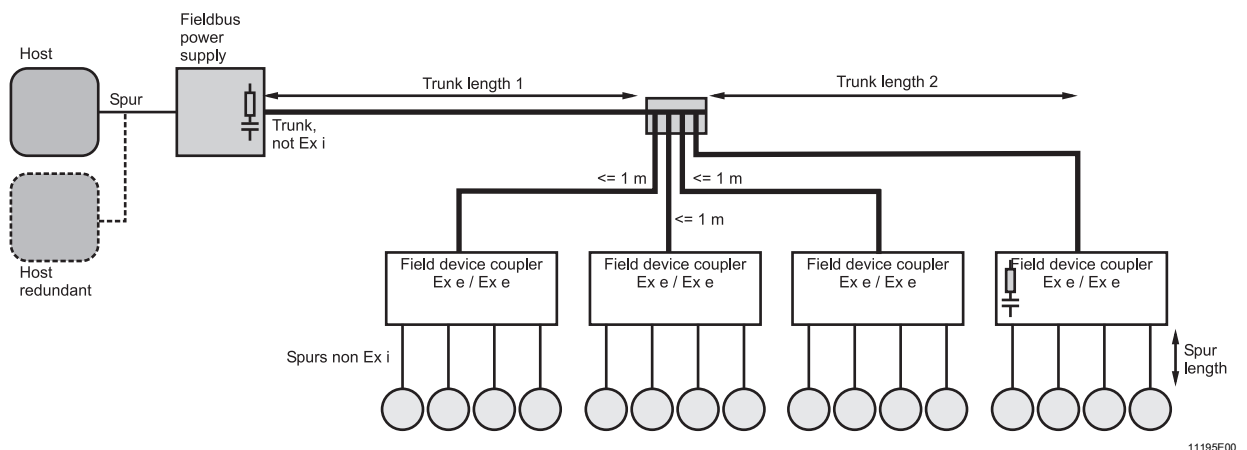 Host
Fieldbus
power
supply
Spur
Trunk length 1
Trunk length 2
Trunk,
not Ex i
<= 1 m
<= 1 m
<= 1 m
Host
redundant
Field device coupler
Ex e / Ex e
Field device coupler
Ex e / Ex e
Field device coupler
Ex e / Ex e
Field device coupler
Ex e / Ex e
Spurs non Ex i
Spur
length
11195E00